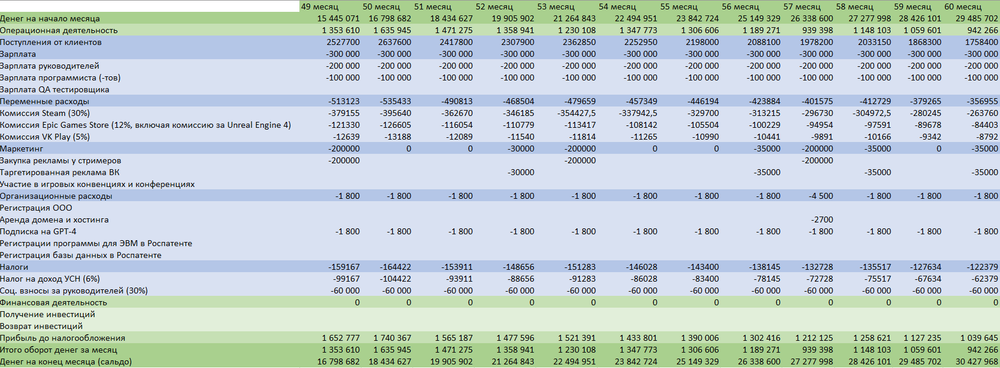 49 месяц 50 месяц 51 месяц 52 месяц 53 месяц 54 месяц 55 месяц 56 месяц 57 месяц 58 месяц 59 месяц 60 месяц
Денег на начало месяца 15 445 071 16 798 682 18 434 627 19 905 902 21 264 843 22 494 951 23 842 724 25 149 329 26 338 600 27 277 998 28 426 101 29 485 702
Операционная деятельность 1 353 610 1 635 945 1 471 275 1 358 941 1 230 108 1 347 773 1 306 606 1 189 271 939 398 1 148 103 1 059 601 942 266
Поступления от клиентов 2527700 2637600 2417800 2307900 2362850 2252950 2198000 2088100 1978200 2033150 1868300 1758400
Зарплата -300 000 -300 000 -300 000 -300 000 -300 000 -300 000 -300 000 -300 000 -300 000 -300 000 -300 000 -300 000
Зарплата руководителей -200 000 -200 000 -200 000 -200 000 -200 000 -200 000 -200 000 -200 000 -200 000 -200 000 -200 000 -200 000
Зарплата программиста (-тов) -100 000 -100 000 -100 000 -100 000 -100 000 -100 000 -100 000 -100 000 -100 000 -100 000 -100 000 -100 000
Зарплата QA тестировщика
Переменные расходы -513123 -535433 -490813 -468504 -479659 -457349 -446194 -423884 -401575 -412729 -379265 -356955
Комиссия Steam (30%) -379155 -395640 -362670 -346185 -354427,5 -337942,5 -329700 -313215 -296730 -304972,5 -280245 -263760
Комиссия Epic Games Store (12%, включая комиссию за Unreal Engine 4) -121330 -126605 -116054 -110779 -113417 -108142 -105504 -100229 -94954 -97591 -89678 -84403
Комиссия VK Play (5%) -12639 -13188 -12089 -11540 -11814 -11265 -10990 -10441 -9891 -10166 -9342 -8792
Маркетинг -200000 0 0 -30000 -200000 0 0 -35000 -200000 -35000 0 -35000
Закупка рекламы у стримеров -200000 -200000 -200000
Таргетированная реклама ВК -30000 -35000 -35000 -35000
Участие в игровых конвенциях и конференциях
Организационные расходы -1 800 -1 800 -1 800 -1 800 -1 800 -1 800 -1 800 -1 800 -4 500 -1 800 -1 800 -1 800
Регистрация ООО
Аренда домена и хостинга -2700
Подписка на GPT-4 -1 800 -1 800 -1 800 -1 800 -1 800 -1 800 -1 800 -1 800 -1 800 -1 800 -1 800 -1 800
Регистрации программы для ЭВМ в Роспатенте
Регистрация базы данных в Роспатенте
Налоги -159167 -164422 -153911 -148656 -151283 -146028 -143400 -138145 -132728 -135517 -127634 -122379
Налог на доход УСН (6%) -99167 -104422 -93911 -88656 -91283 -86028 -83400 -78145 -72728 -75517 -67634 -62379
Соц. взносы за руководителей (30%) -60 000 -60 000 -60 000 -60 000 -60 000 -60 000 -60 000 -60 000 -60 000 -60 000 -60 000 -60 000
Финансовая деятельность 0 0 0 0 0 0 0 0 0 0 0 0
Получение инвестиций
Возврат инвестиций
Прибыль до налогообложения 1 652 777 1 740 367 1 565 187 1 477 596 1 521 391 1 433 801 1 390 006 1 302 416 1 212 125 1 258 621 1 127 235 1 039 645
Итого оборот денег за месяц 1 353 610 1 635 945 1 471 275 1 358 941 1 230 108 1 347 773 1 306 606 1 189 271 939 398 1 148 103 1 059 601 942 266
Денег на конец месяца (сальдо) 16 798 682 18 434 627 19 905 902 21 264 843 22 494 951 23 842 724 25 149 329 26 338 600 27 277 998 28 426 101 29 485 702 30 427 968